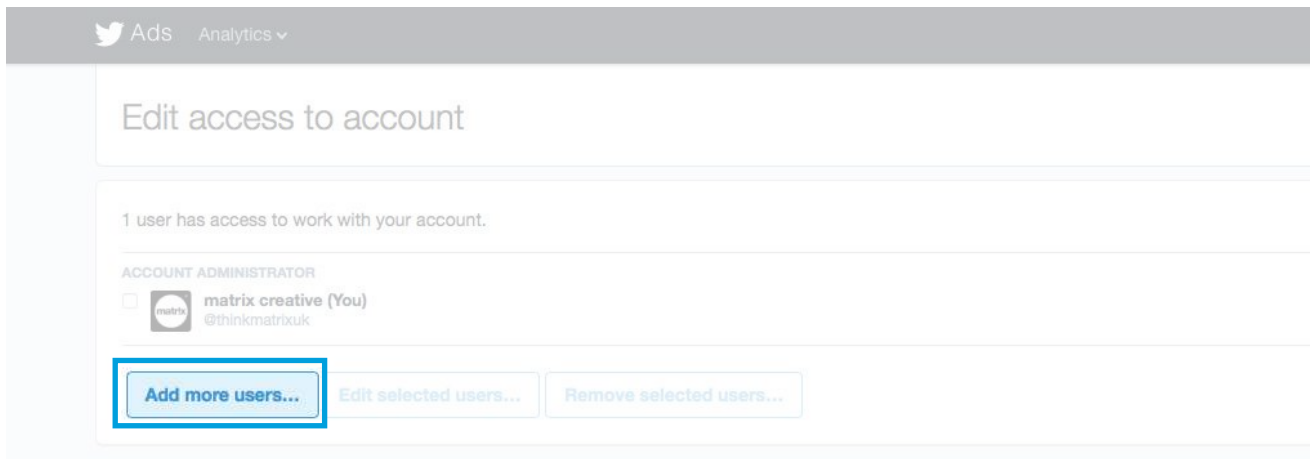 Ads Analytics
Edit access to account
1 user has access to work with your account.
ACCOUNT ADMINISTRATOR
matrix
matrix creative (You)
@thinkmatrixuk
Add more users... Edit selected users... Remove selected users...